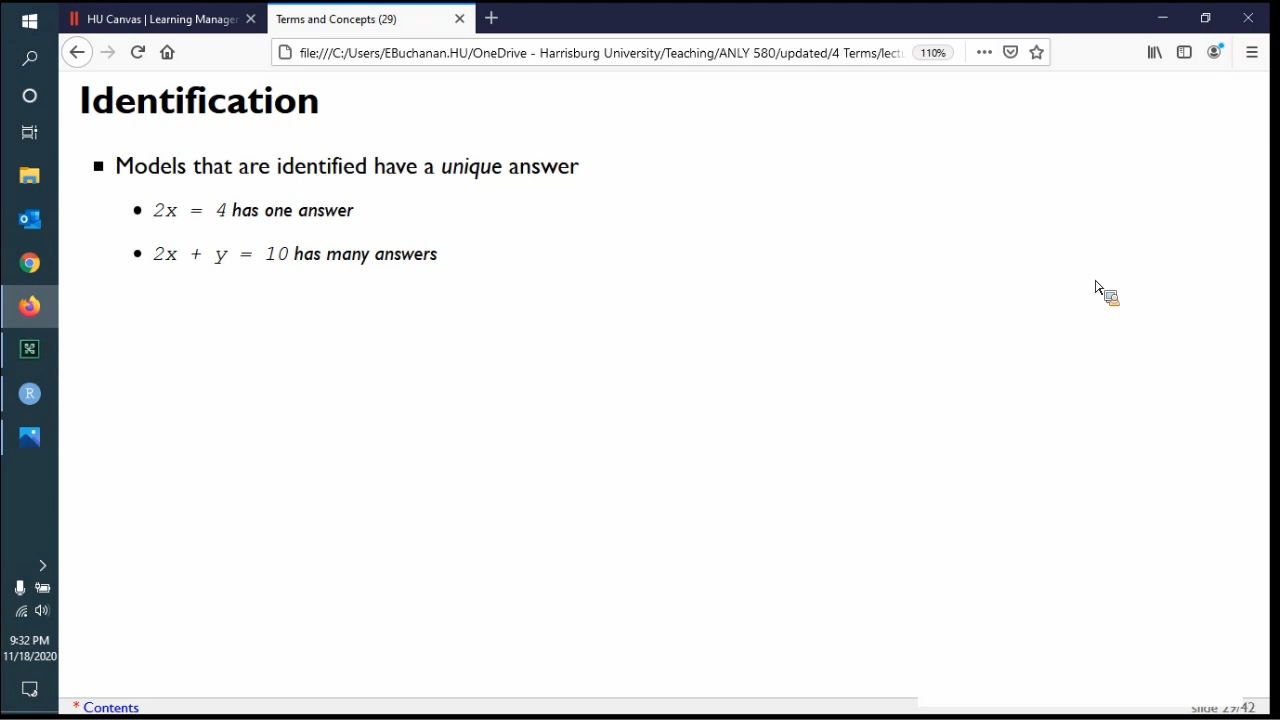 HU Canvas | Learning Manage
Terms and Concepts (29)
file:///C:/Users/EBuchanan.HU/OneDrive - Harrisburg University/Teaching/ANLY 580/updated/4 Terms/lectu
110%
Identification
Models that are identified have a unique answer
2x = 4 has one answer
2x + y = 10 has many answers
R
9:32 PM
11/18/2020
* Contents
slide 29/42